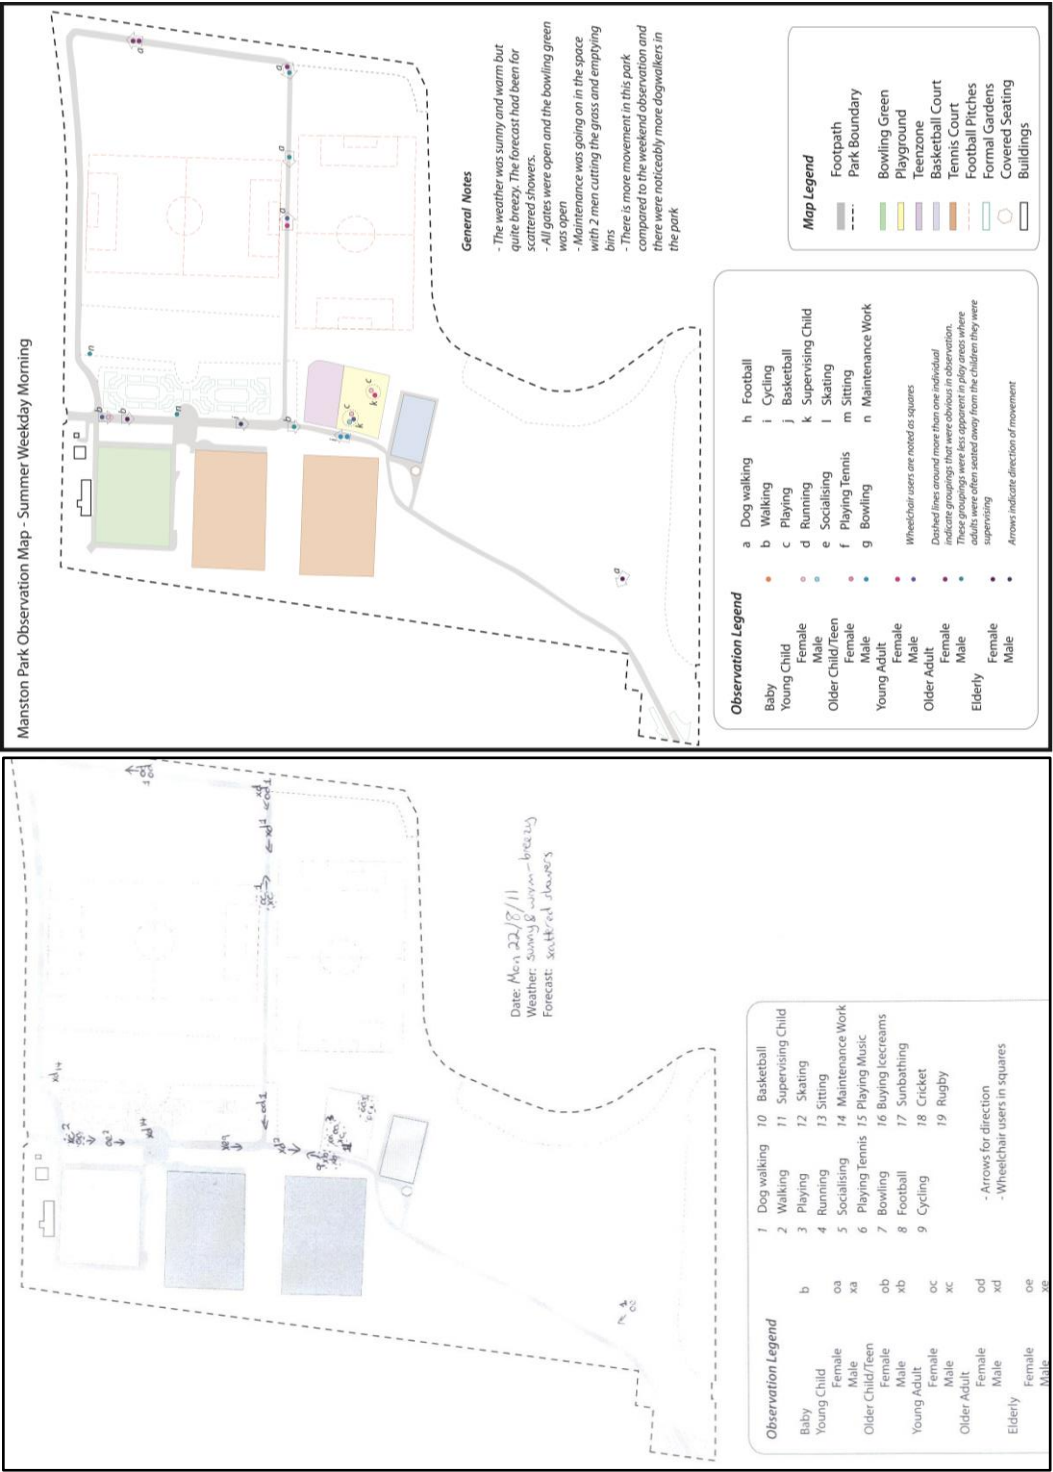 Manston Park Observation Map - Summer Weekday Morning
General Notes
- The weather was sunny and warm but
quite breezy. The forecast had been for
scattered showers.
- All gates were open and the bowling green
was open
- Maintenance was going on in the space
with 2 men cutting the grass and emptying
bins
- There is more movement in this park
compared to the weekend observation and
there were noticeably more dogwalkers in
the park
Observation Legend
Baby
Young Child
Female
Male
Older Child/Teen
Female
Male
Young Adult
Female
Male
Older Adult
Female
Male
Elderly
Female
Male
a Dog walking
b Walking
c Playing
d Running
e Socialising
f Playing Tennis
g Bowling
h Football
i Cycling
j Basketball
k Supervising Child
l Skating
m Sitting
n Maintenance Work
Wheelchair users are noted as squares
Dashed lines around more than one individual
indicate groupings that were obvious in observation.
These groupings were less apparent in play areas where
adults were often seated away from the children they were
supervising
Arrows indicate direction of movement
Map Legend
Footpath
Park Boundary
Bowling Green
Playground
Teenzone
Basketball Court
Tennis Court
Football Pitches
Formal Gardens
Covered Seating
Buildings
a
a
a
a
n
b
b
n
i
b
i
c
k
c
k
a
Date: Mon 22/8/11
Weather: Sunny & warm - breezy
Forecast: scattered showers
Observation Legend
Baby b
Young Child
Female oa
Male xa
Older Child/Teen
Female ob
Male xb
Young Adult
Female oc
Male xc
Older Adult
Female od
Male xd
Elderly
Female oe
Male xe
1 Dog walking
2 Walking
3 Playing
4 Running
5 Socialising
6 Playing Tennis
7 Bowling
8 Football
9 Cycling
10 Basketball
11 Supervising Child
12 Skating
13 Sitting
14 Maintenance Work
15 Playing Music
16 Buying Icecreams
17 Sunbathing
18 Cricket
19 Rugby
- Arrows for direction
- Wheelchair users in squares
xd14
xd14
xd1
od1
xd2